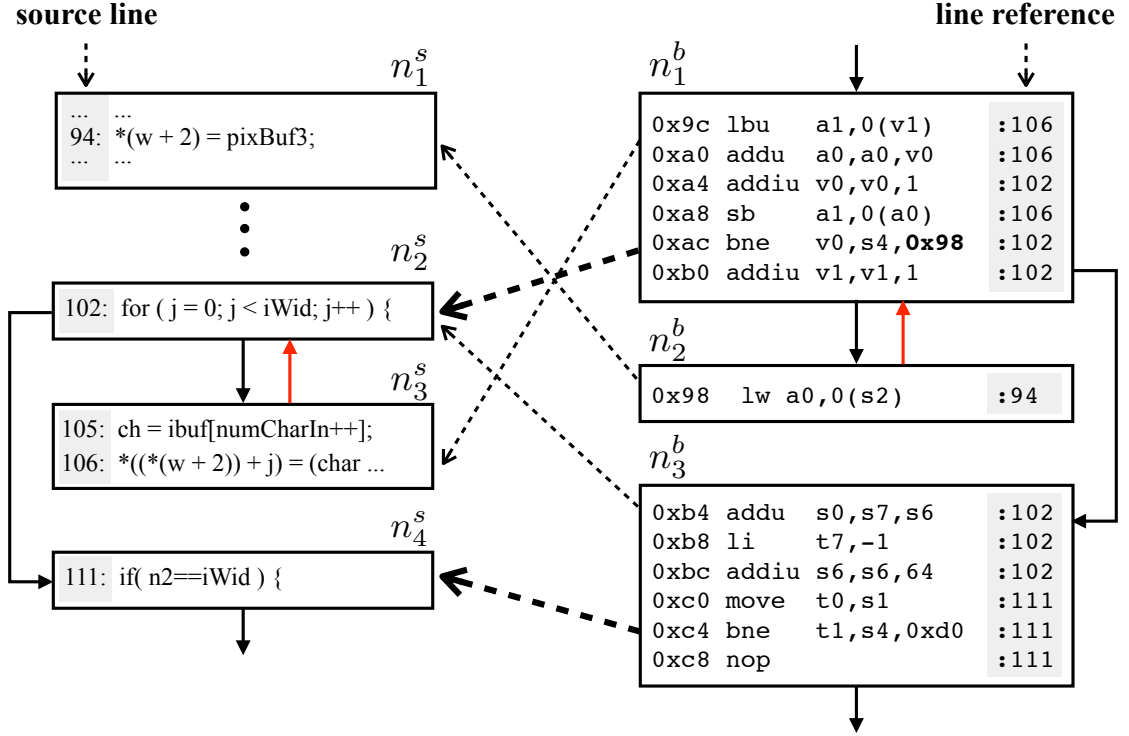 source line
line reference
n_1^s
... ...
94: *(w + 2) = pixBuf3;
... ...
n_2^s
102: for ( j = 0; j < iWid; j++ ) {
n_3^s
105: ch = ibuf[numCharIn++];
106: *((*(w + 2)) + j) = (char ...
n_4^s
111: if( n2==iWid ) {
n_1^b
0x9c lbu a1,0(v1) :106
0xa0 addu a0,a0,v0 :106
0xa4 addiu v0,v0,1 :102
0xa8 sb a1,0(a0) :106
0xac bne v0,s4,0x98 :102
0xb0 addiu v1,v1,1 :102
n_2^b
0x98 lw a0,0(s2) :94
n_3^b
0xb4 addu s0,s7,s6 :102
0xb8 li t7,-1 :102
0xbc addiu s6,s6,64 :102
0xc0 move t0,s1 :111
0xc4 bne t1,s4,0xd0 :111
0xc8 nop :111